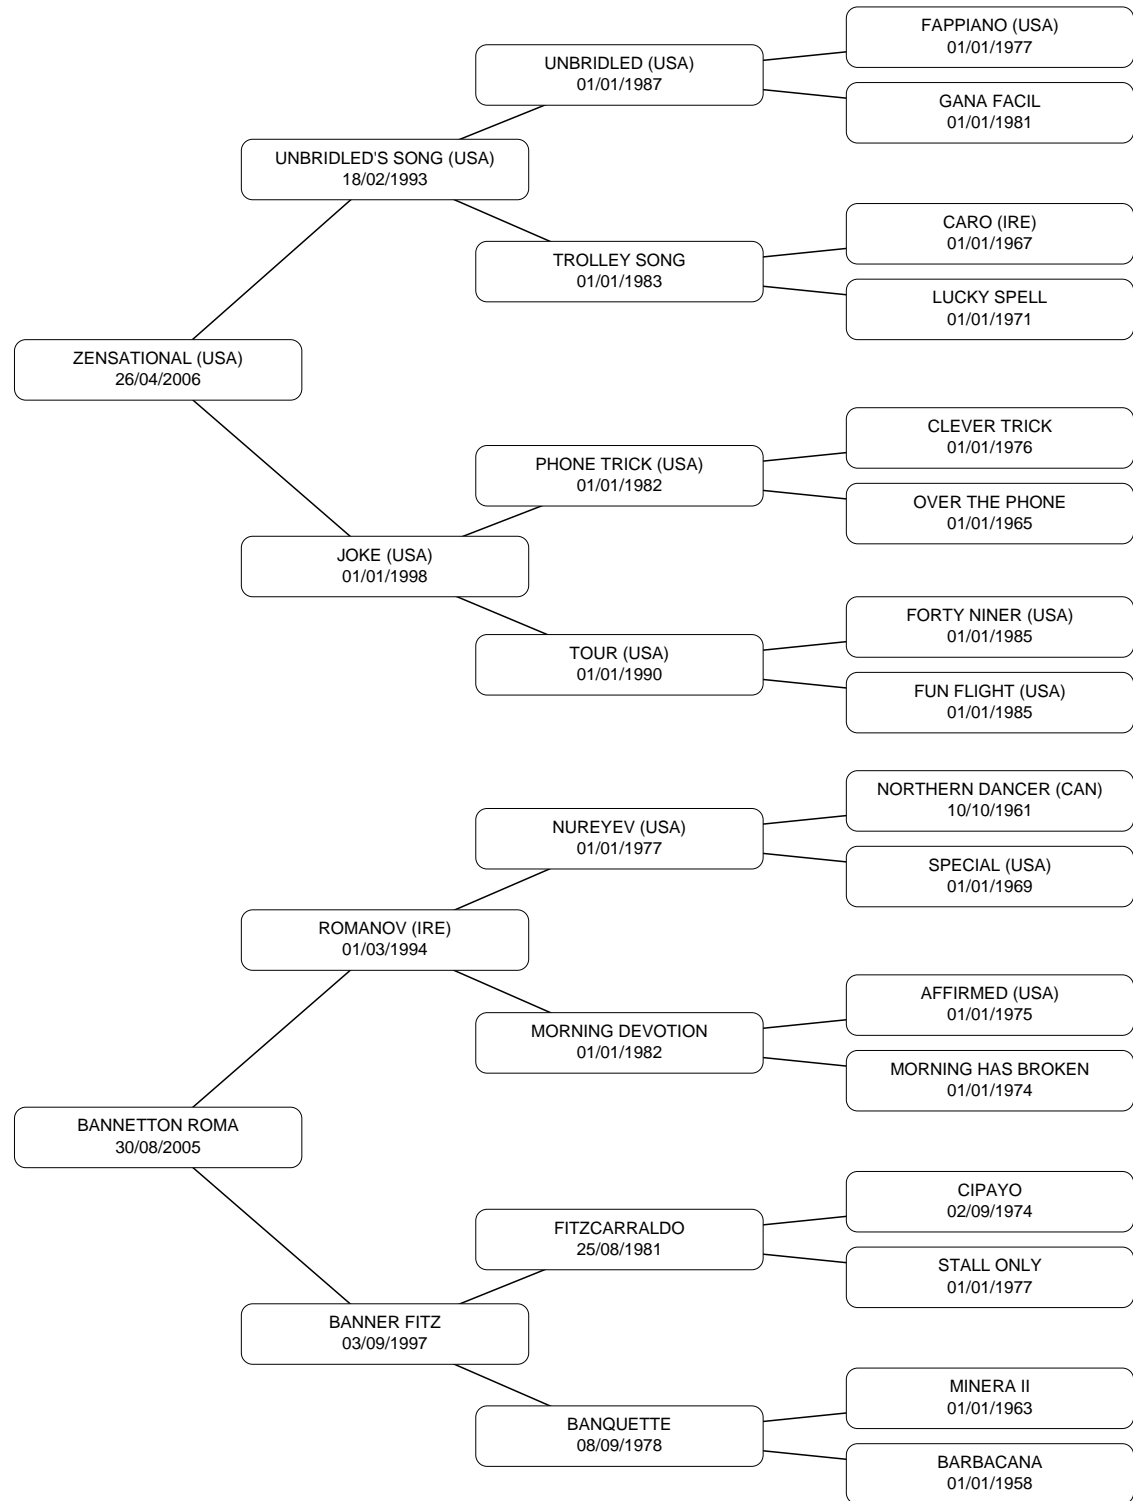 FAPPIANO (USA)
01/01/1977
UNBRIDLED (USA)
01/01/1987
GANA FACIL
01/01/1981
UNBRIDLED'S SONG (USA)
18/02/1993
CARO (IRE)
01/01/1967
TROLLEY SONG
01/01/1983
LUCKY SPELL
01/01/1971
ZENSATIONAL (USA)
26/04/2006
CLEVER TRICK
01/01/1976
PHONE TRICK (USA)
01/01/1982
OVER THE PHONE
01/01/1965
JOKE (USA)
01/01/1998
FORTY NINER (USA)
01/01/1985
TOUR (USA)
01/01/1990
FUN FLIGHT (USA)
01/01/1985
NORTHERN DANCER (CAN)
10/10/1961
NUREYEV (USA)
01/01/1977
SPECIAL (USA)
01/01/1969
ROMANOV (IRE)
01/03/1994
AFFIRMED (USA)
01/01/1975
MORNING DEVOTION
01/01/1982
MORNING HAS BROKEN
01/01/1974
BANNETTON ROMA
30/08/2005
CIPAYO
02/09/1974
FITZCARRALDO
25/08/1981
STALL ONLY
01/01/1977
BANNER FITZ
03/09/1997
MINERA II
01/01/1963
BANQUETTE
08/09/1978
BARBACANA
01/01/1958